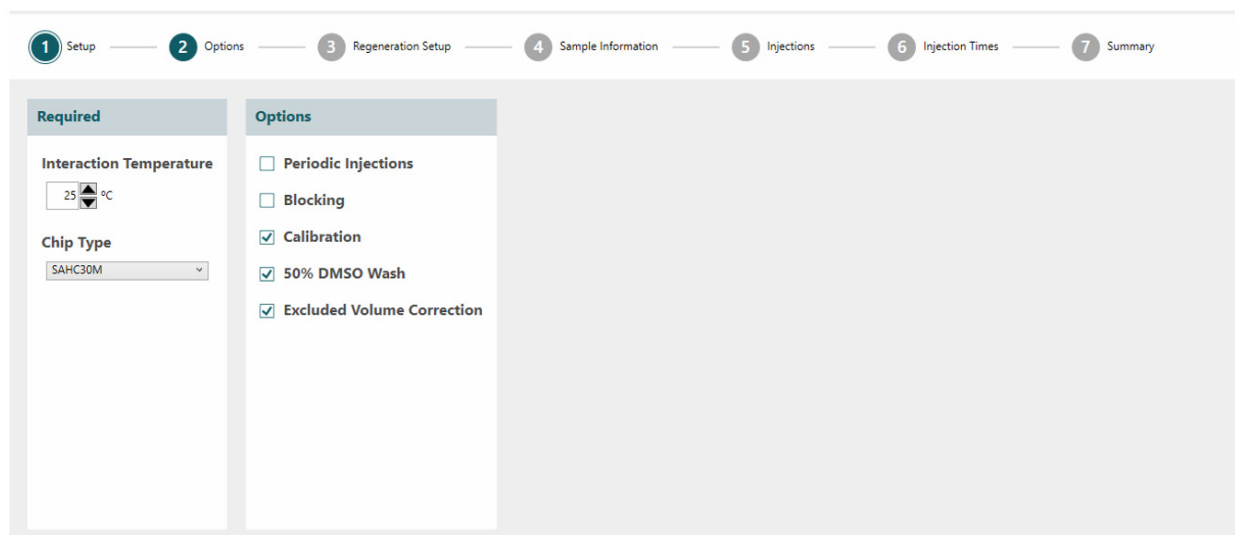 1 Setup 2 Options 3 Regeneration Setup 4 Sample Information 5 Injections 6 Injection Times 7 Summary
Required
Interaction Temperature
25 ºC
Chip Type
SAHC30M
Options
Periodic Injections
Blocking
Calibration
50% DMSO Wash
Excluded Volume Correction